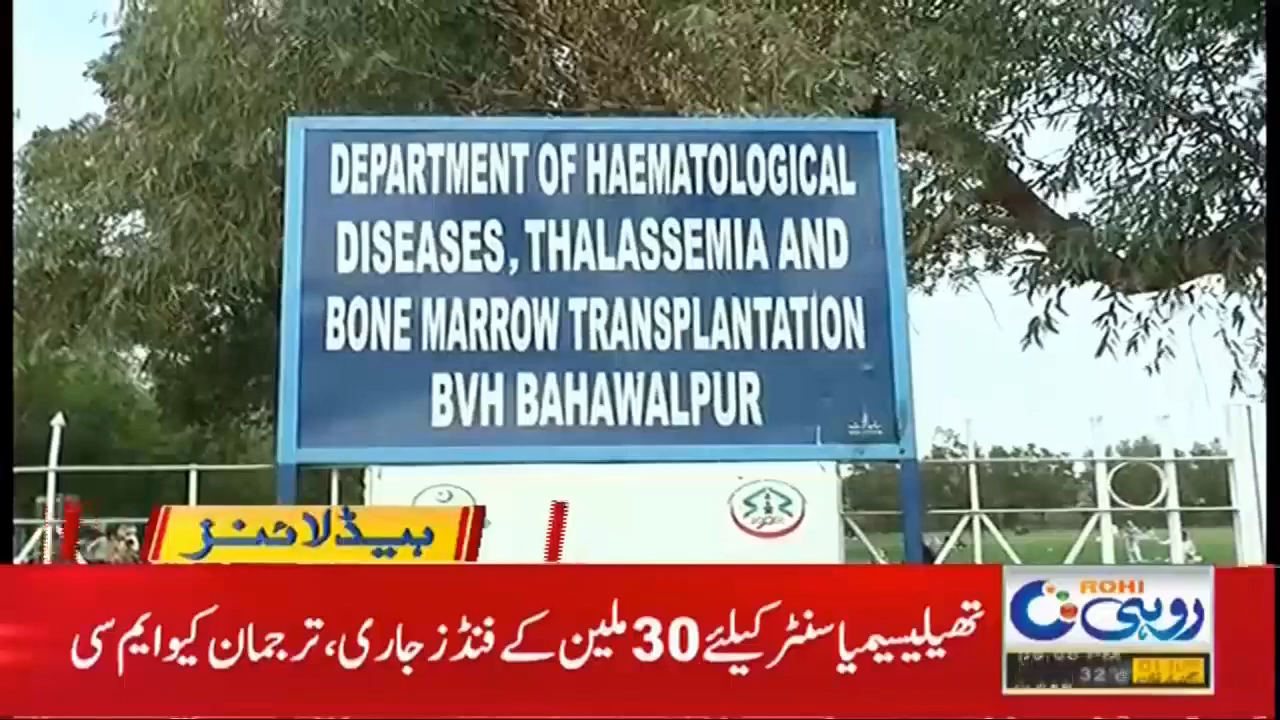 DEPARTMENT OF HAEMATOLOGICAL
DISEASES, THALASSEMIA AND
BONE MARROW TRANSPLANTATION
BVH BAHAWALPUR
ہیڈلائنز
تھیلیسیمیا سنٹر کیلئے 30 ملین کے فنڈز جاری، ترجمان کیو ایم سی
ROHI
روہی
32°C